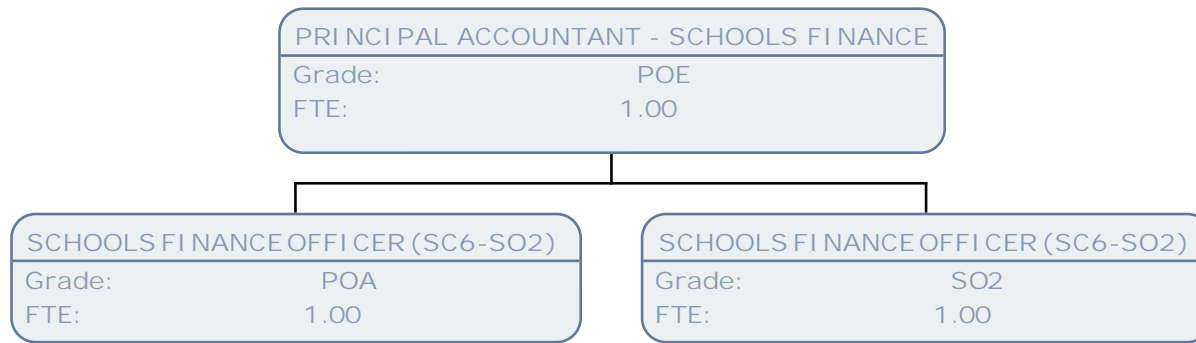 PRINCIPAL ACCOUNTANT - SCHOOLS FINANCE
Grade: POE
FTE: 1.00
SCHOOLS FINANCE OFFICER (SC6-SO2)
Grade: POA
FTE: 1.00
SCHOOLS FINANCE OFFICER (SC6-SO2)
Grade: SO2
FTE: 1.00